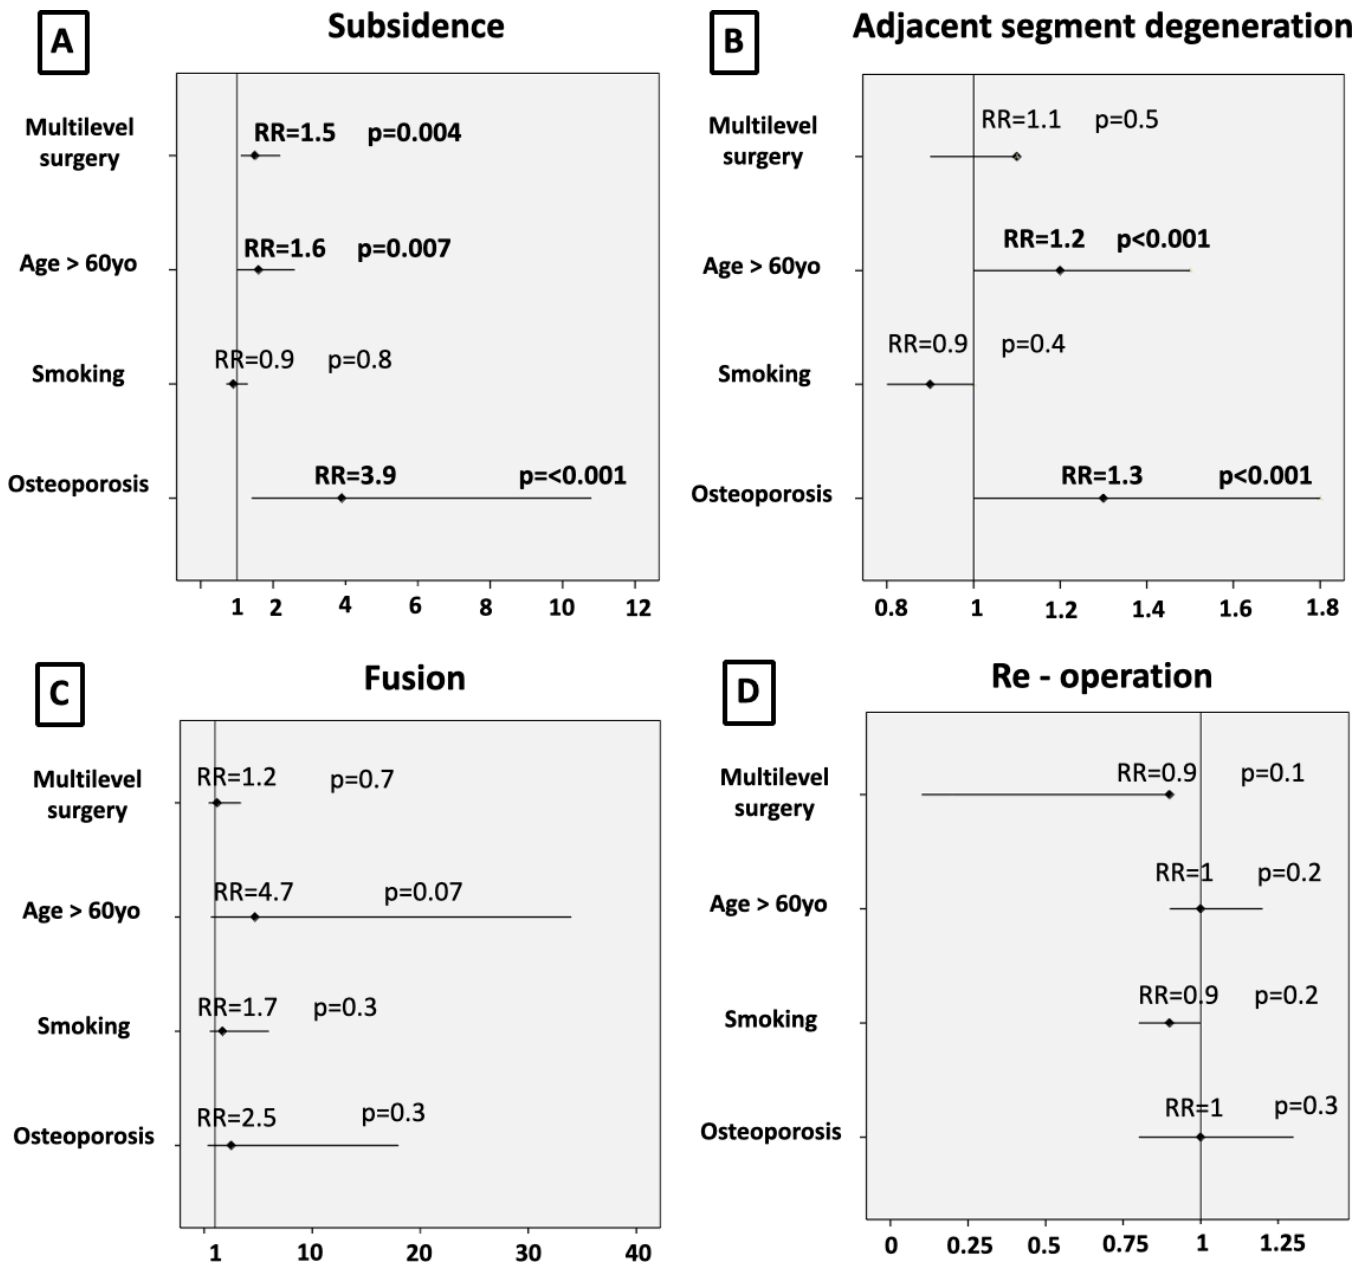 A
Subsidence
Multilevel
surgery
RR=1.5 p=0.004
Age > 60yo
RR=1.6 p=0.007
Smoking
RR=0.9 p=0.8
Osteoporosis
RR=3.9 p=<0.001
1 2 4 6 8 10 12
B
Adjacent segment degeneration
Multilevel
surgery
RR=1.1 p=0.5
Age > 60yo
RR=1.2 p<0.001
Smoking
RR=0.9 p=0.4
Osteoporosis
RR=1.3 p<0.001
0.8 1 1.2 1.4 1.6 1.8
C
Fusion
Multilevel
surgery
RR=1.2 p=0.7
Age > 60yo
RR=4.7 p=0.07
Smoking
RR=1.7 p=0.3
Osteoporosis
RR=2.5 p=0.3
1 10 20 30 40
D
Re - operation
Multilevel
surgery
RR=0.9 p=0.1
Age > 60yo
RR=1 p=0.2
Smoking
RR=0.9 p=0.2
Osteoporosis
RR=1 p=0.3
0 0.25 0.5 0.75 1 1.25